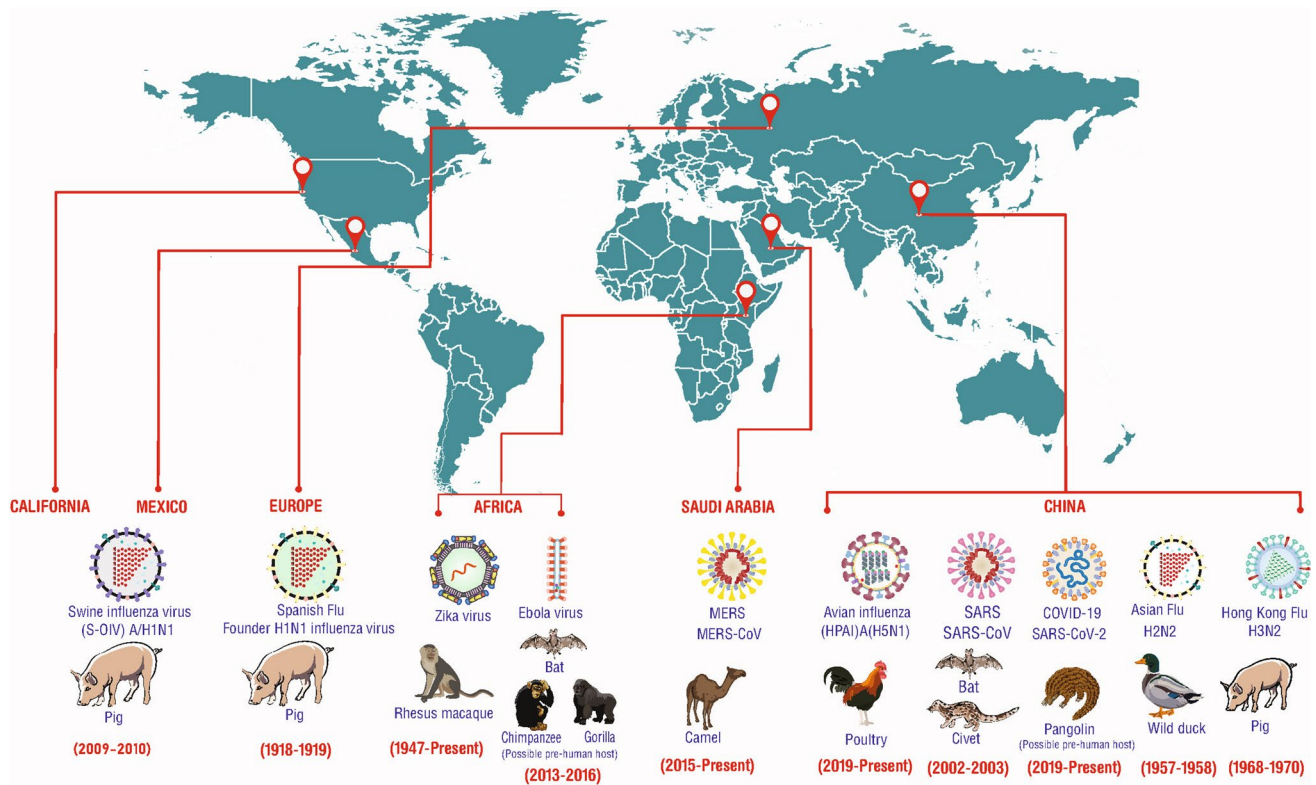 CALIFORNIA
MEXICO
EUROPE
AFRICA
SAUDI ARABIA
CHINA
Swine influenza virus
(S-OIV) A/H1N1
Pig
(2009-2010)
Spanish Flu
Founder H1N1 influenza virus
Pig
(1918-1919)
Zika virus
Rhesus macaque
(1947-Present)
Ebola virus
Bat
Chimpanzee
Gorilla
(Possible pre-human host)
(2013-2016)
MERS
MERS-CoV
Camel
(2015-Present)
Avian influenza
(HPAI)A(H5N1)
Poultry
(2019-Present)
SARS
SARS-CoV
Bat
Civet
(2002-2003)
COVID-19
SARS-CoV-2
Pangolin
(Possible pre-human host)
(2019-Present)
Asian Flu
H2N2
Wild duck
(1957-1958)
Hong Kong Flu
H3N2
Pig
(1968-1970)